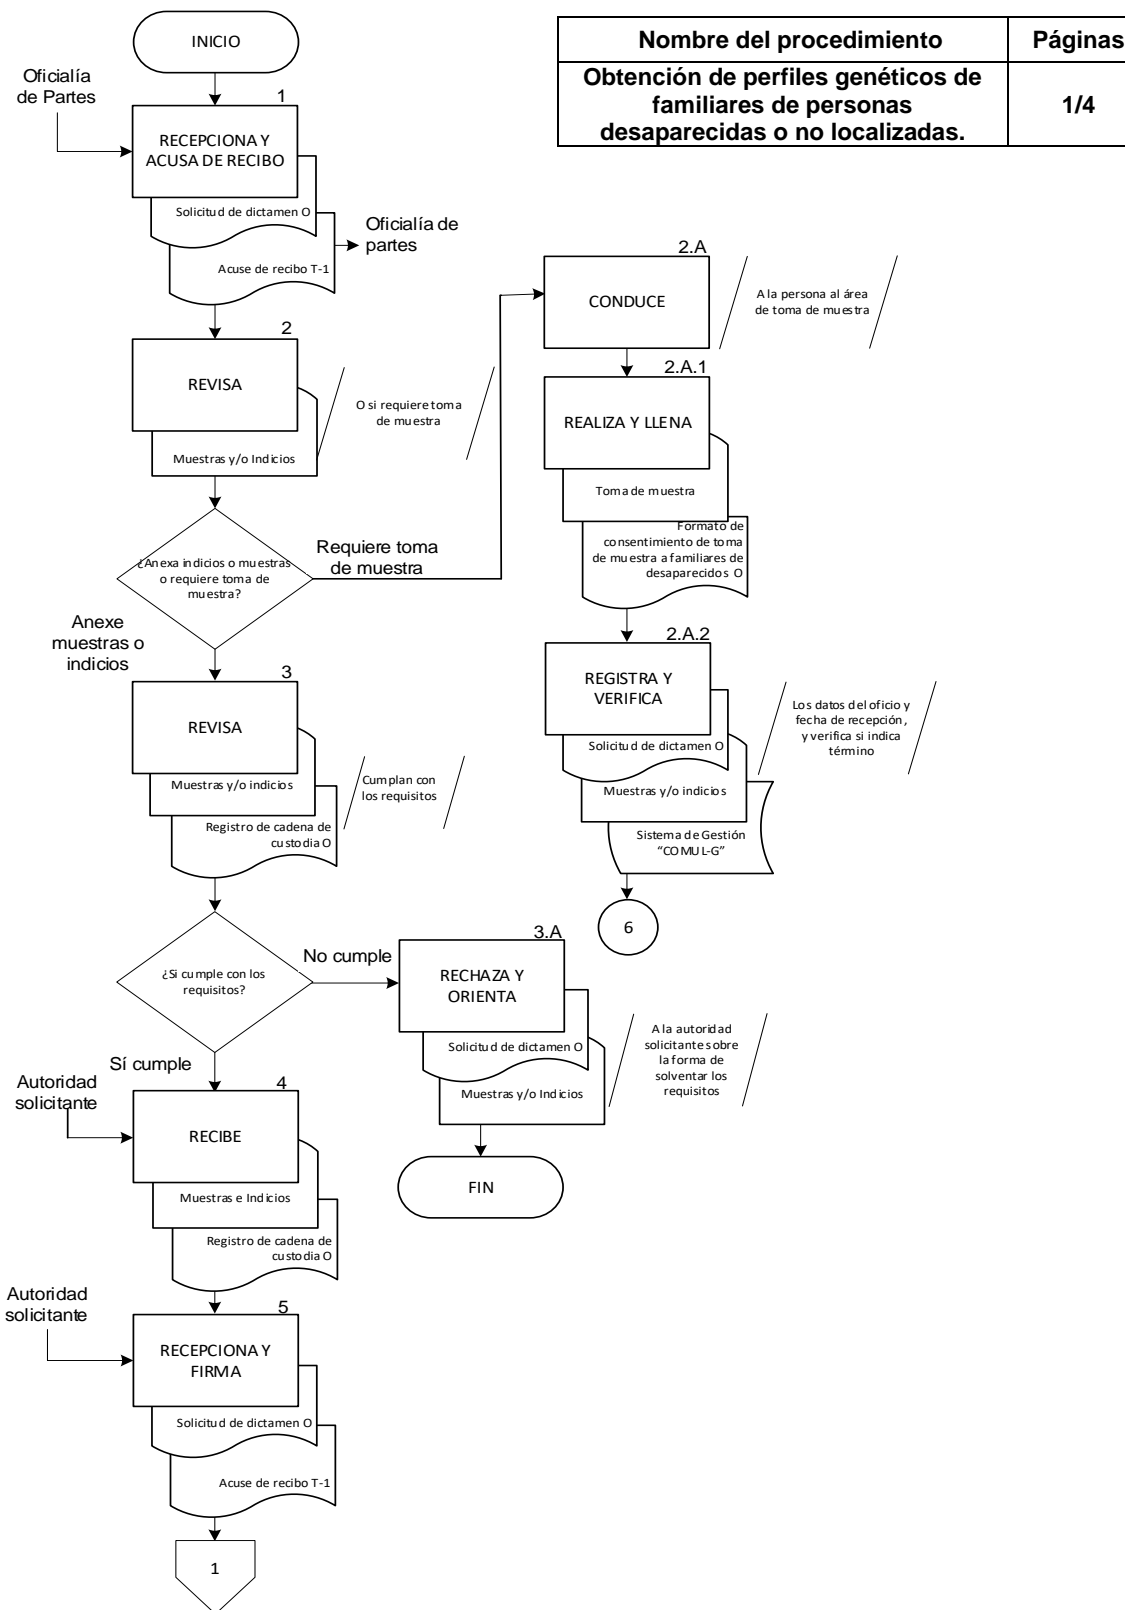 Nombre del procedimiento
Páginas
Obtención de perfiles genéticos de
familiares de personas
desaparecidas o no localizadas.
1/4
INICIO
Oficialía
de Partes
1
RECEPCIONA Y
ACUSA DE RECIBO
Solicitud de dictamen O
Acuse de recibo T-1
Oficialía de
partes
2
REVISA
O si requiere toma
de muestra
Muestras y/o Indicios
¿Anexa indicios o muestras
o requiere toma de
muestra?
Requiere toma
de muestra
Anexe
muestras o
indicios
2.A
CONDUCE
A la persona al área
de toma de muestra
2.A.1
REALIZA Y LLENA
Toma de muestra
Formato de
consentimiento de toma
de muestra a familiares de
desaparecidos O
2.A.2
REGISTRA Y
VERIFICA
Los datos del oficio y
fecha de recepción,
y verifica si indica
término
Solicitud de dictamen O
Muestras y/o indicios
Sistema de Gestión
“COMUL-G”
6
3
REVISA
Muestras y/o indicios
Cumplan con
los requisitos
Registro de cadena de
custodia O
¿Si cumple con los
requisitos?
No cumple
3.A
RECHAZA Y
ORIENTA
Solicitud de dictamen O
Muestras y/o Indicios
A la autoridad
solicitante sobre
la forma de
solventar los
requisitos
FIN
Sí cumple
Autoridad
solicitante
4
RECIBE
Muestras e Indicios
Registro de cadena de
custodia O
Autoridad
solicitante
5
RECEPCIONA Y
FIRMA
Solicitud de dictamen O
Acuse de recibo T-1
1